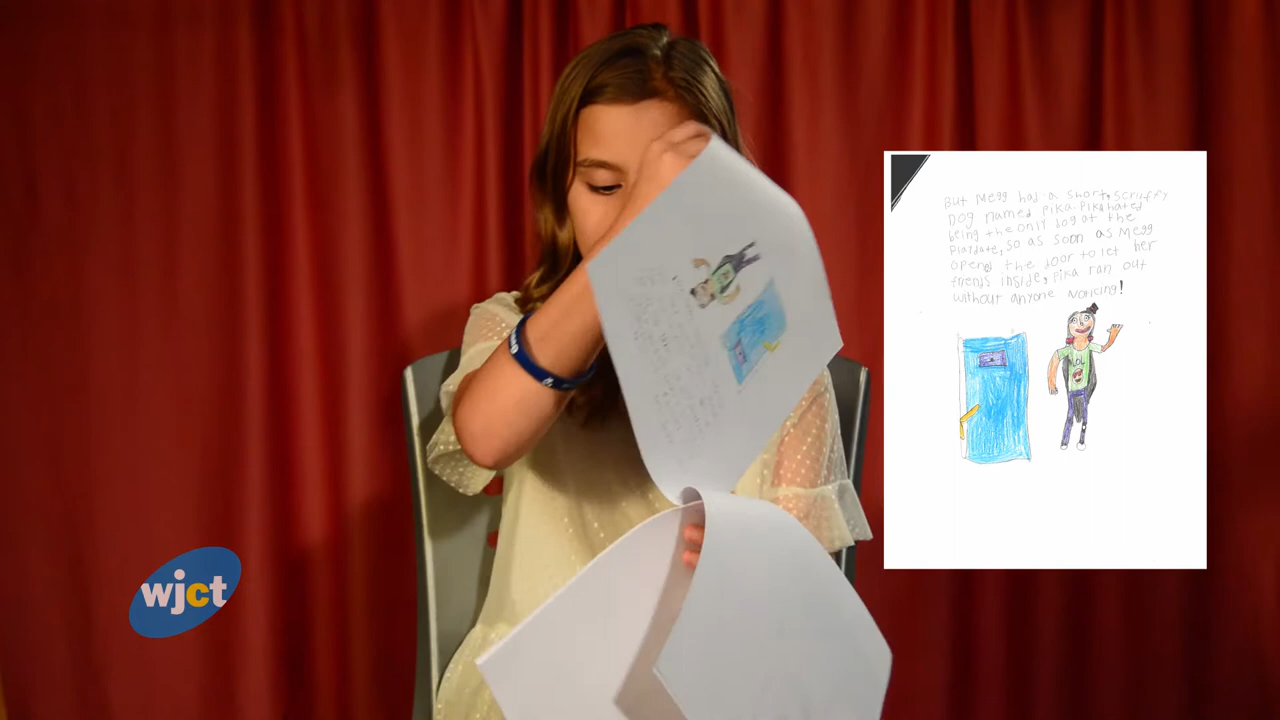 But Megg had a short, scruffy
Dog named Pika. Pika hated
being the only dog at the
Playdate, so as soon as Megg
opened the door to let her
friends inside, Pika ran out
without anyone noticing!
LOL
wjct